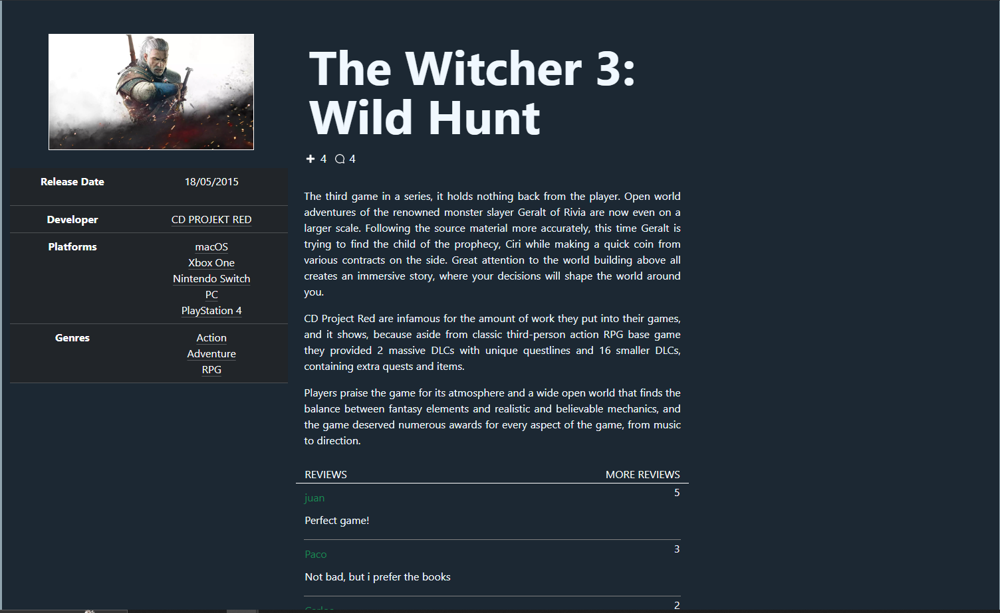 The Witcher 3:
Wild Hunt
4 4
Release Date 18/05/2015
Developer CD PROJEKT RED
Platforms macOS
Xbox One
Nintendo Switch
PC
PlayStation 4
Genres Action
Adventure
RPG
The third game in a series, it holds nothing back from the player. Open world
adventures of the renowned monster slayer Geralt of Rivia are now even on a
larger scale. Following the source material more accurately, this time Geralt is
trying to find the child of the prophecy, Ciri while making a quick coin from
various contracts on the side. Great attention to the world building above all
creates an immersive story, where your decisions will shape the world around
you.
CD Project Red are infamous for the amount of work they put into their games,
and it shows, because aside from classic third-person action RPG base game
they provided 2 massive DLCs with unique questlines and 16 smaller DLCs,
containing extra quests and items.
Players praise the game for its atmosphere and a wide open world that finds the
balance between fantasy elements and realistic and believable mechanics, and
the game deserved numerous awards for every aspect of the game, from music
to direction.
REVIEWS MORE REVIEWS
juan 5
Perfect game!
Paco 3
Not bad, but i prefer the books
2